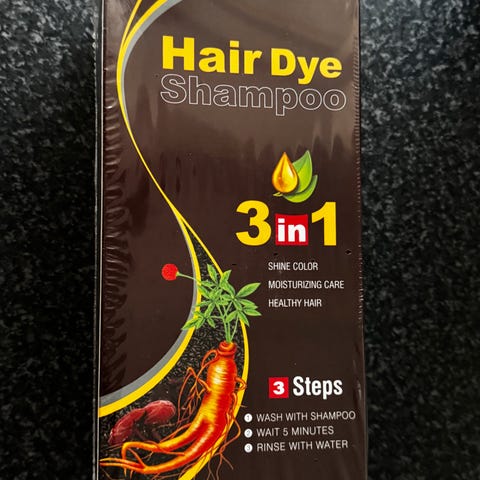 Hair Dye
Shampoo
3in1
SHINE COLOR
MOISTURIZING CARE
HEALTHY HAIR
3 Steps
1 WASH WITH SHAMPOO
2 WAIT 5 MINUTES
3 RINSE WITH WATER